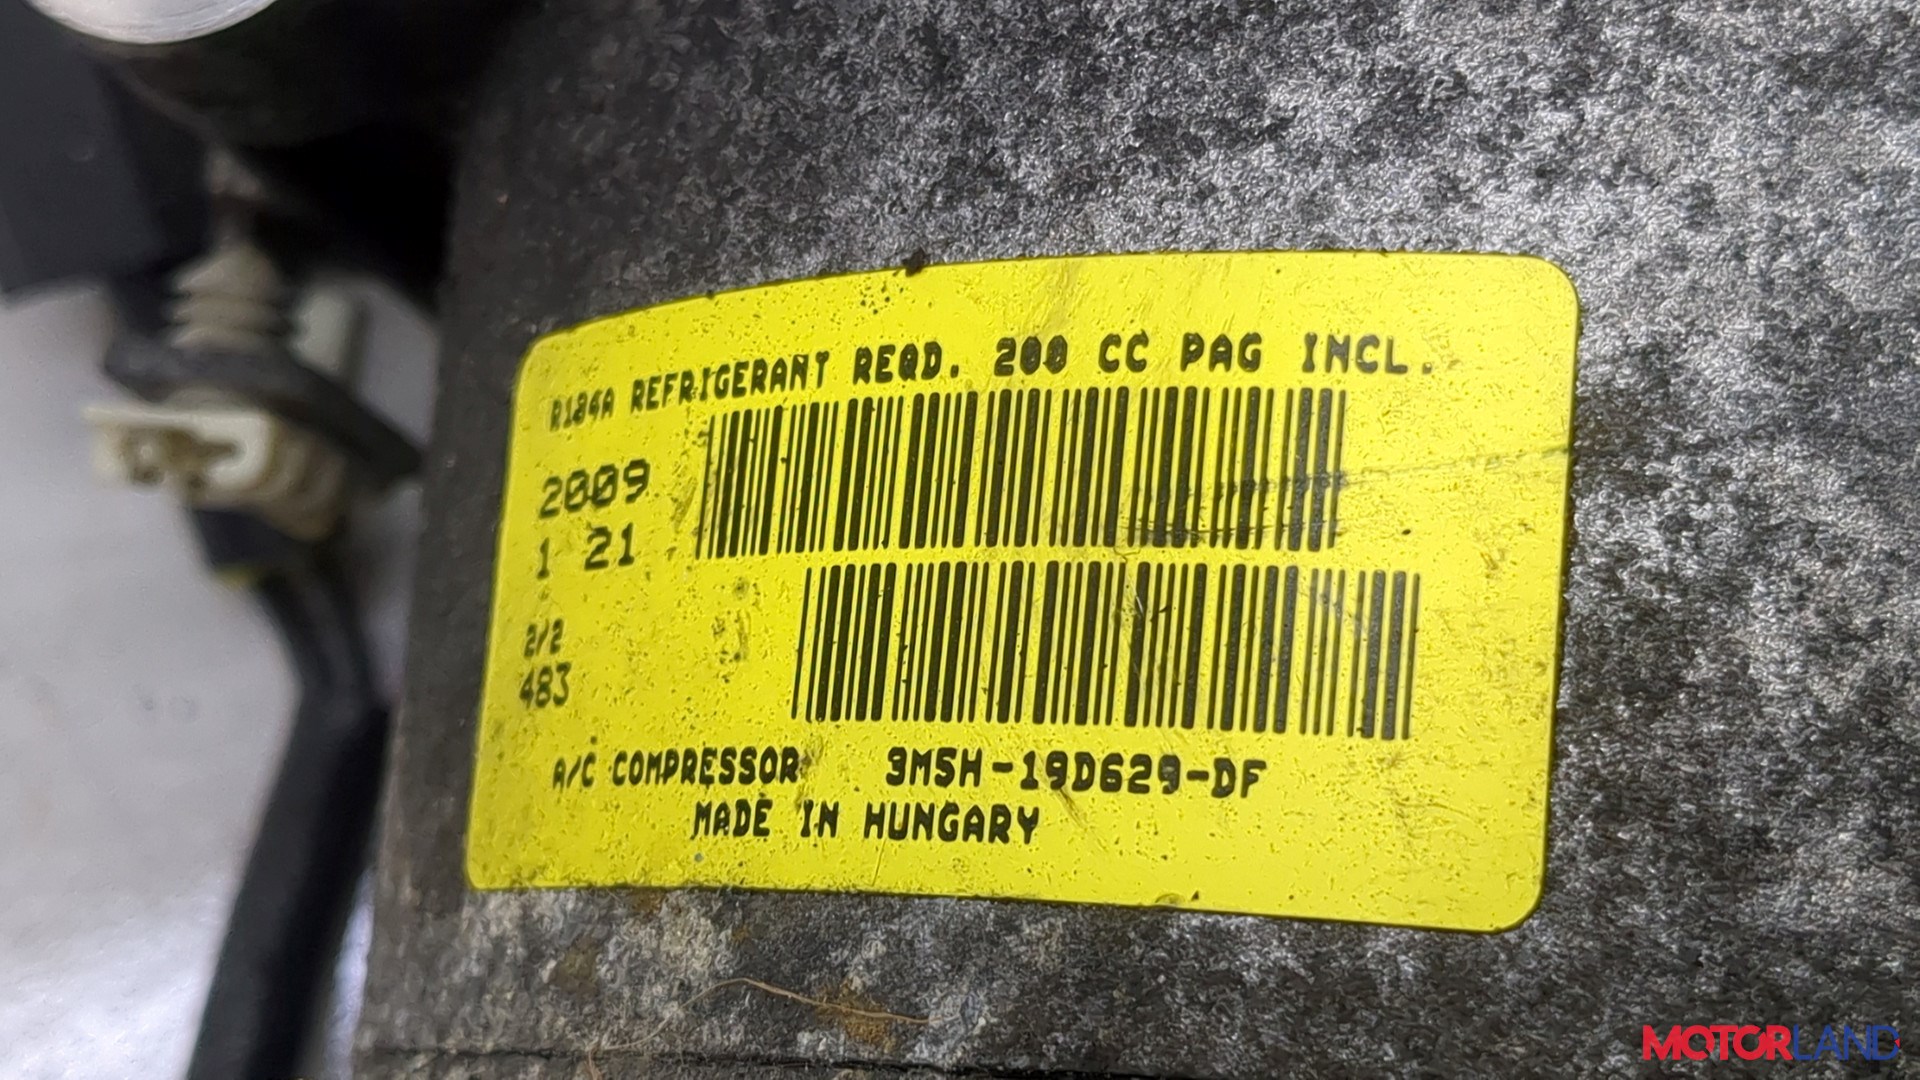 R134A REFRIGERANT REQD. 200 CC PAG INCL.
2009
1 21
2/2
483
A/C COMPRESSOR 3M5H-19D629-DF
MADE IN HUNGARY
MOTORLAND